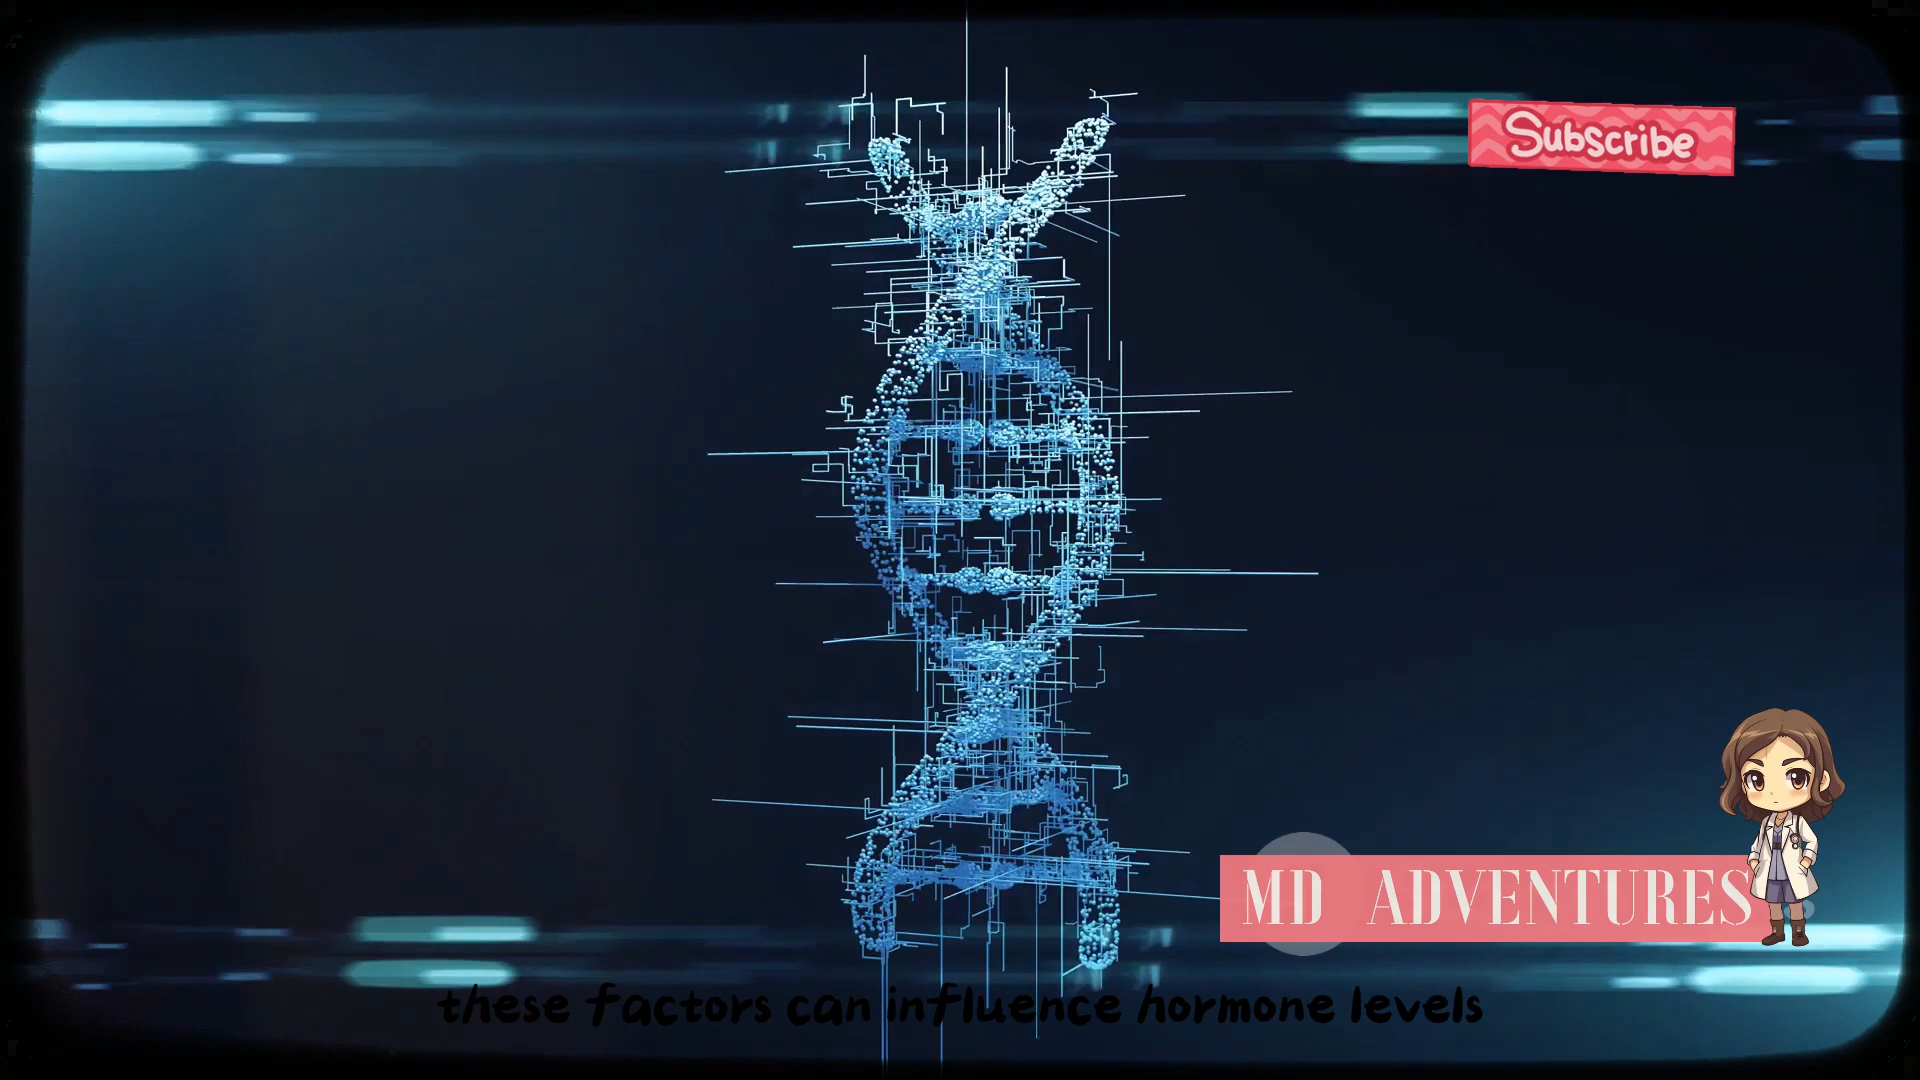 Subscribe
MD ADVENTURES
these factors can influence hormone levels